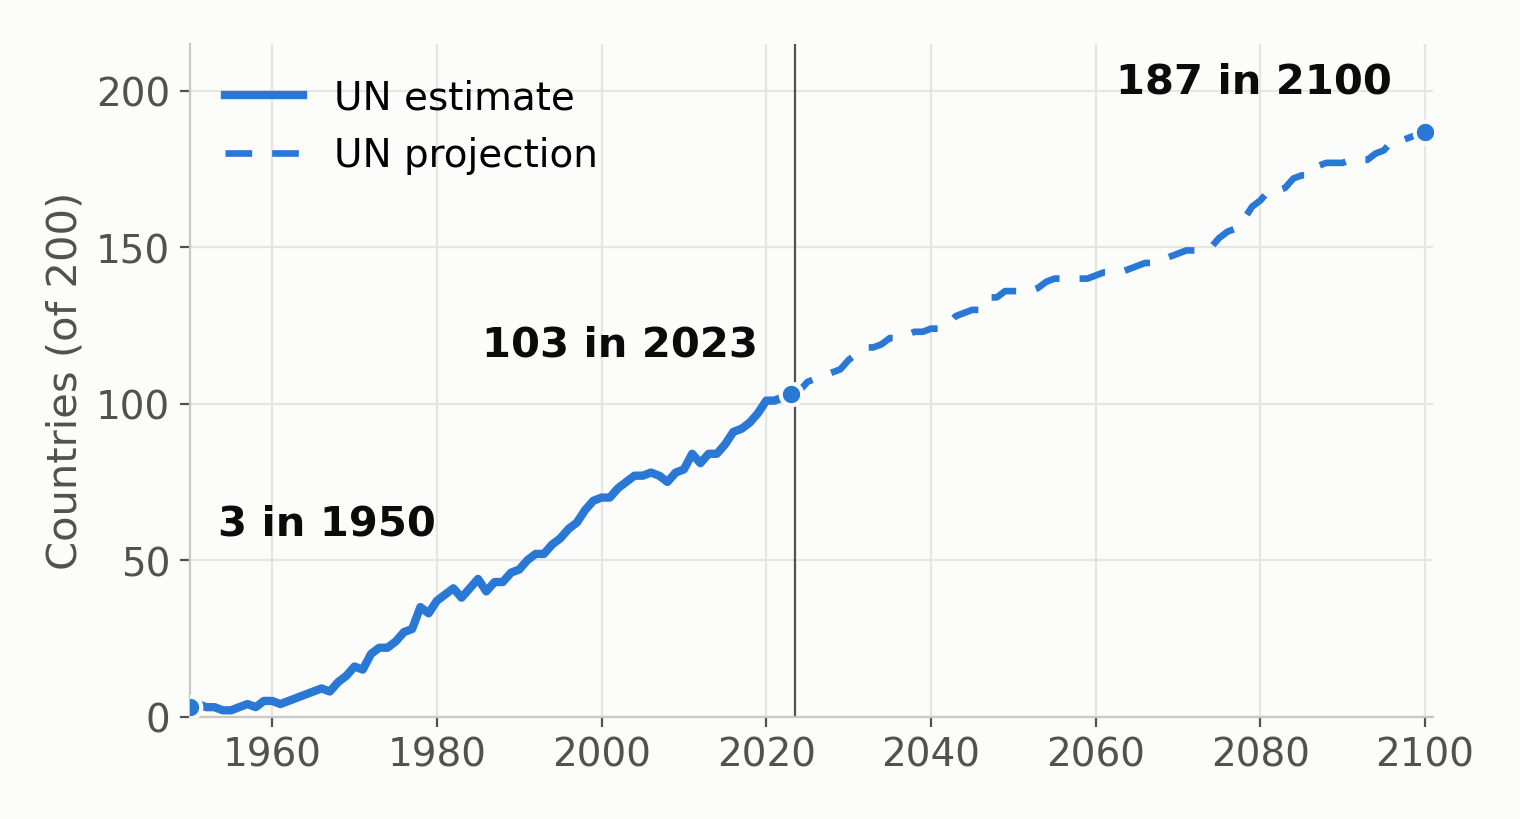 UN estimate
UN projection
187 in 2100
103 in 2023
3 in 1950
Countries (of 200)
200
150
100
50
0
1960 1980 2000 2020 2040 2060 2080 2100